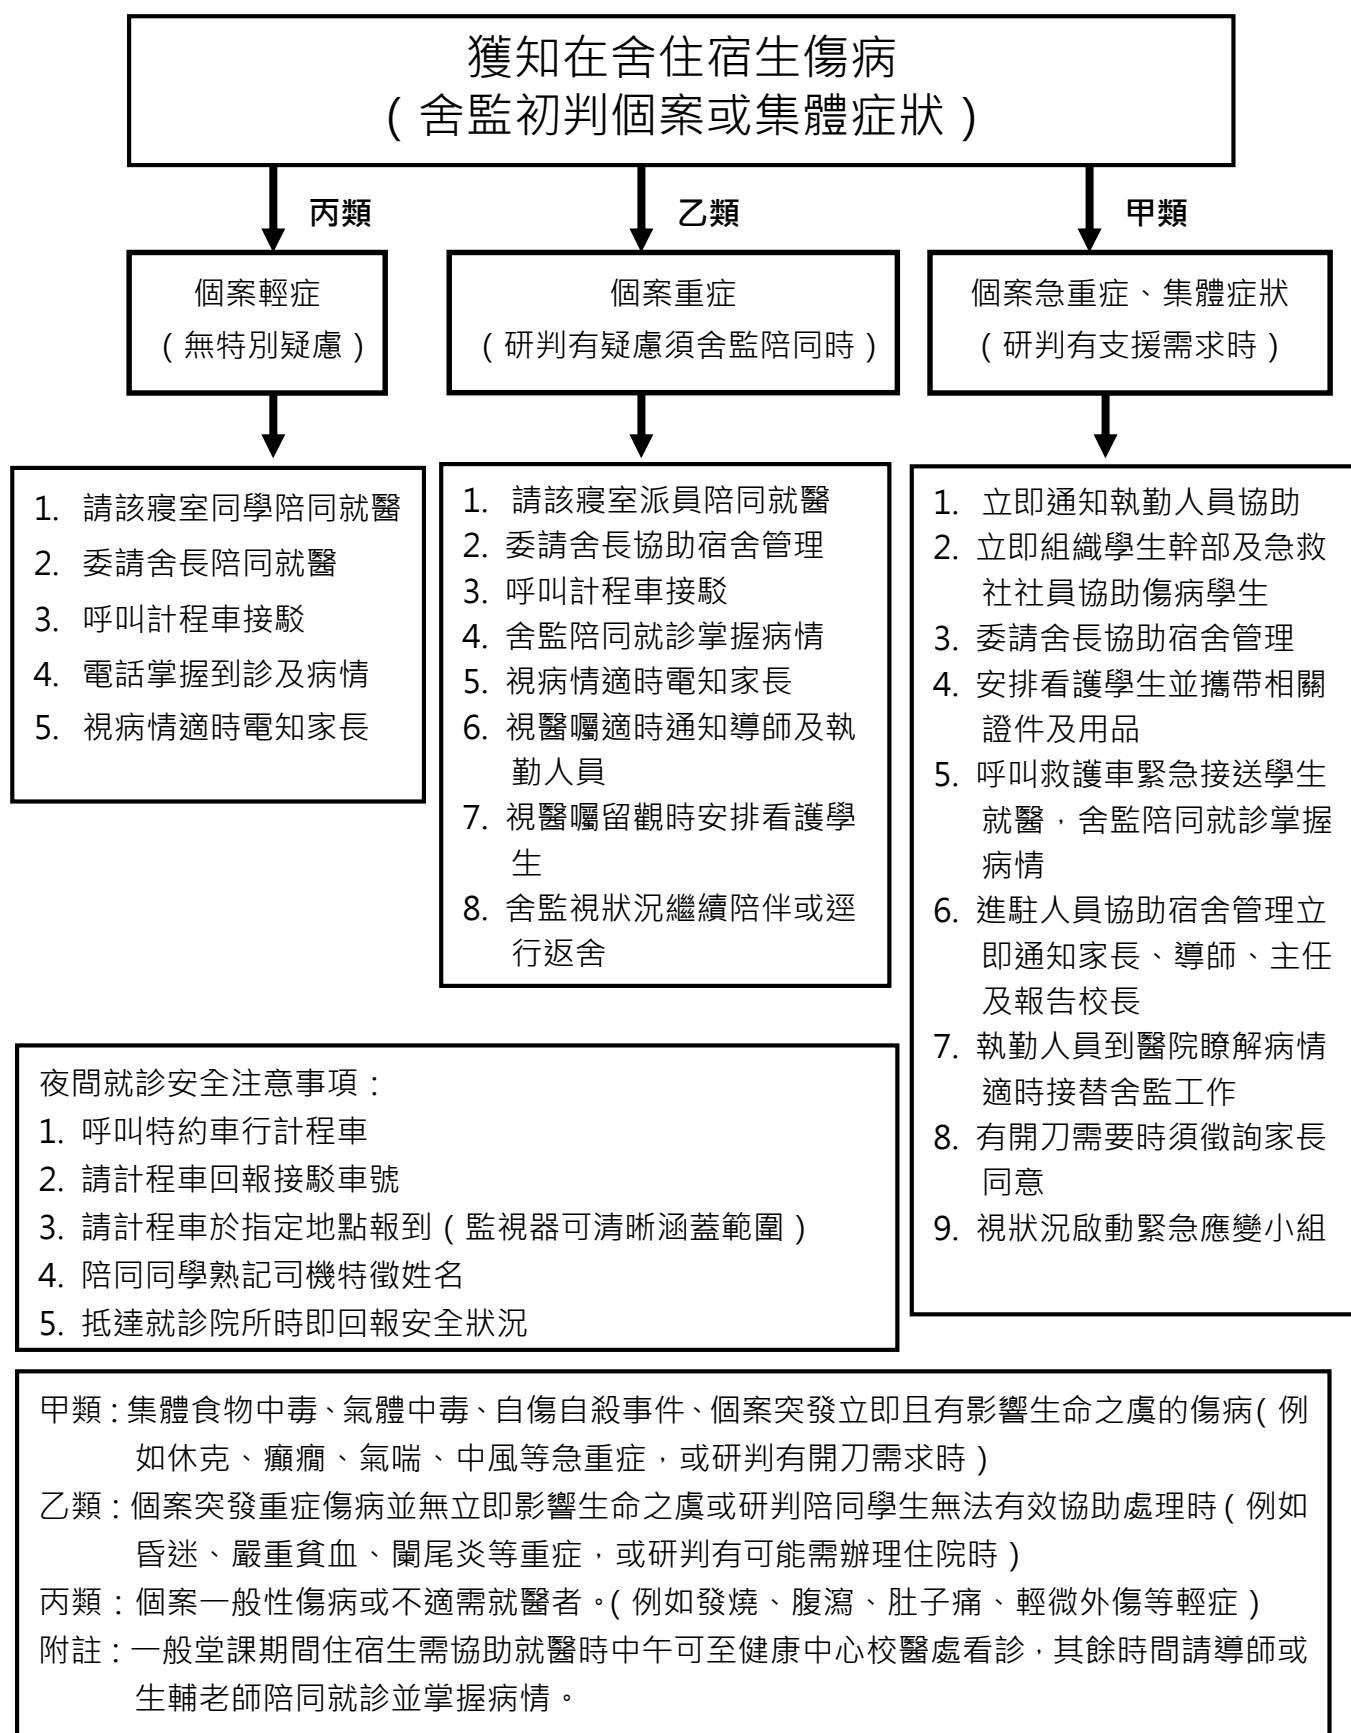 獲知在舍住宿生傷病
(舍監初判個案或集體症狀)
丙類
乙類
甲類
個案輕症
(無特別疑慮)
個案重症
(研判有疑慮須舍監陪同時)
個案急重症、集體症狀
(研判有支援需求時)
1. 請該寢室同學陪同就醫
2. 委請舍長陪同就醫
3. 呼叫計程車接駁
4. 電話掌握到診及病情
5. 視病情適時電知家長
1. 請該寢室派員陪同就醫
2. 委請舍長協助宿舍管理
3. 呼叫計程車接駁
4. 舍監陪同就診掌握病情
5. 視病情適時電知家長
6. 視醫囑適時通知導師及執
勤人員
7. 視醫囑留觀時安排看護學
生
8. 舍監視狀況繼續陪伴或逕
行返舍
1. 立即通知執勤人員協助
2. 立即組織學生幹部及急救
社社員協助傷病學生
3. 委請舍長協助宿舍管理
4. 安排看護學生並攜帶相關
證件及用品
5. 呼叫救護車緊急接送學生
就醫，舍監陪同就診掌握
病情
6. 進駐人員協助宿舍管理立
即通知家長、導師、主任
及報告校長
7. 執勤人員到醫院瞭解病情
適時接替舍監工作
8. 有開刀需要時須徵詢家長
同意
9. 視狀況啟動緊急應變小組
夜間就診安全注意事項：
1. 呼叫特約車行計程車
2. 請計程車回報接駁車號
3. 請計程車於指定地點報到(監視器可清晰涵蓋範圍)
4. 陪同同學熟記司機特徵姓名
5. 抵達就診院所時即回報安全狀況
甲類：集體食物中毒、氣體中毒、自傷自殺事件、個案突發立即且有影響生命之虞的傷病(例
如休克、癲癇、氣喘、中風等急重症，或研判有開刀需求時)
乙類：個案突發重症傷病並無立即影響生命之虞或研判陪同學生無法有效協助處理時(例如
昏迷、嚴重貧血、闌尾炎等重症，或研判有可能需辦理住院時)
丙類：個案一般性傷病或不適需就醫者。(例如發燒、腹瀉、肚子痛、輕微外傷等輕症)
附註：一般堂課期間住宿生需協助就醫時中午可至健康中心校醫處看診，其餘時間請導師或
生輔老師陪同就診並掌握病情。